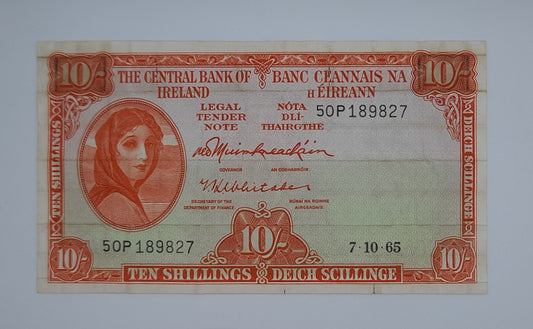 10/- 10/-
THE CENTRAL BANK OF IRELAND
BANC CEANNAIS NA hÉIREANN
LEGAL TENDER NOTE
NÓTA DLÍ-THAIRGTHE
50P 189827
GOVERNOR AN GOBHARNÓIR
T K Whitaker
SECRETARY OF THE DEPARTMENT OF FINANCE
RÚNAÍ NA ROINNE AIRGEADAIS
TEN SHILLINGS
DEICH SCILLINGE
50P 189827
10/-
7·10·65
10/- TEN SHILLINGS DEICH SCILLINGE 10/-